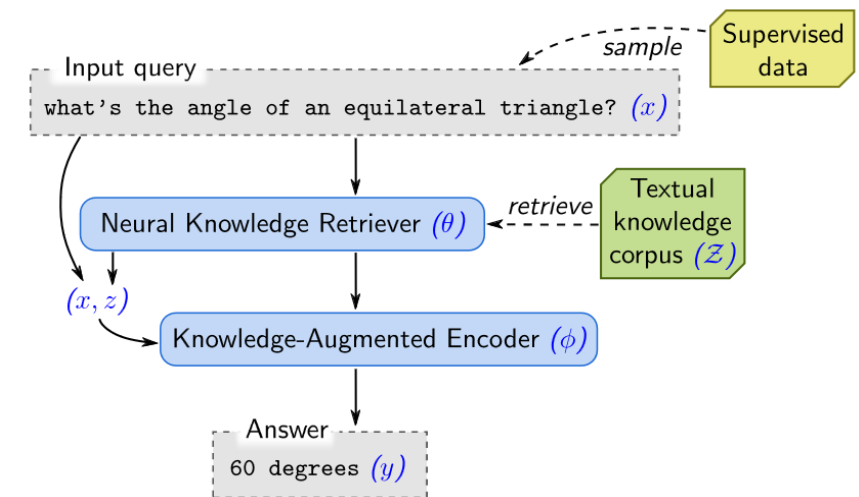 Supervised
data
sample
Input query
what's the angle of an equilateral triangle? (x)
Neural Knowledge Retriever (θ)
retrieve
Textual
knowledge
corpus (𝒵)
(x, z)
Knowledge-Augmented Encoder (ϕ)
Answer
60 degrees (y)